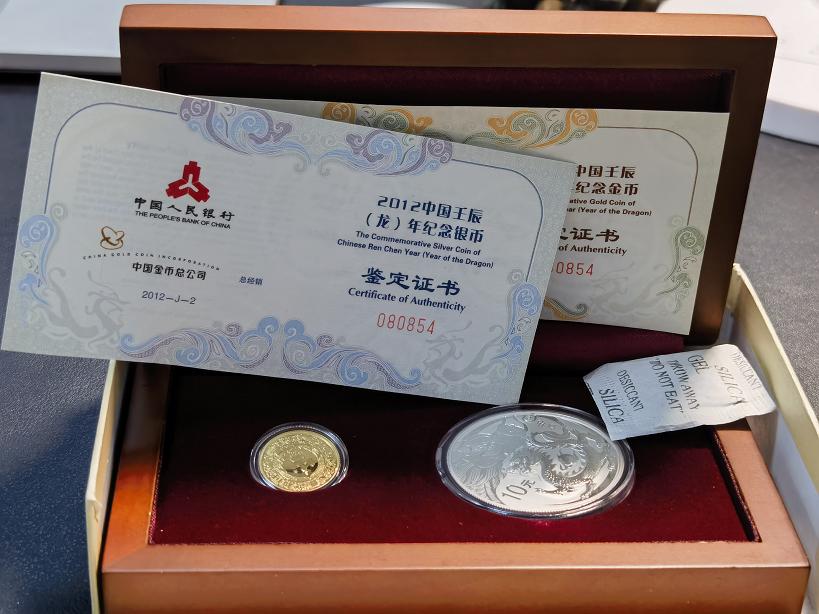 中国人民银行
THE PEOPLE'S BANK OF CHINA
CHINA GOLD COIN INCORPORATION
中国金币总公司
总经销
2012-J-2
2012中国壬辰
（龙）年纪念银币
The Commemorative Silver Coin of
Chinese Ren Chen Year (Year of the Dragon)
鉴定证书
Certificate of Authenticity
080854
中国壬辰
纪念金币
Gold Coin of
(Year of the Dragon)
证书
of Authenticity
0854
DESICCANT
SILICA
GEL
THROW AWAY
"DO NOT EAT"
DESICCANT
SILICA
10元